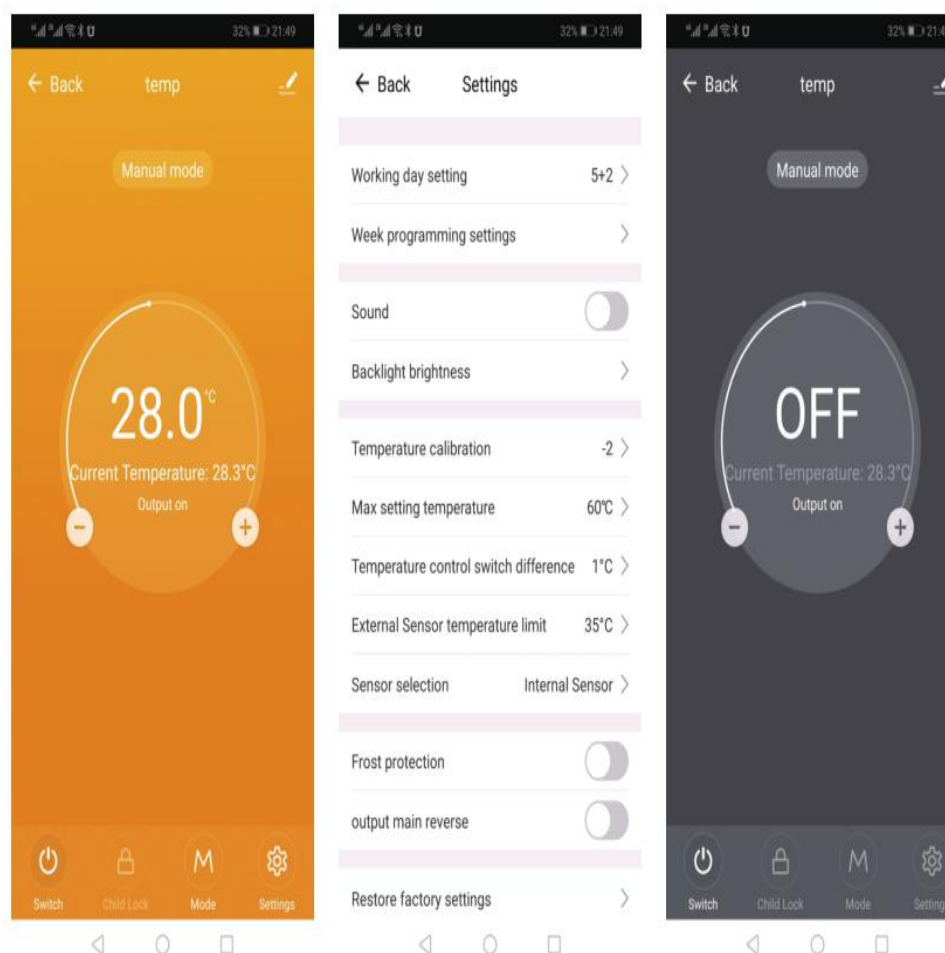 32% 21:49
Back temp
Manual mode
28.0°C
Current Temperature: 28.3°C
Output on
− +
M
Switch Child Lock Mode Settings
32% 21:49
Back Settings
Working day setting 5+2
Week programming settings
Sound
Backlight brightness
Temperature calibration -2
Max setting temperature 60℃
Temperature control switch difference 1°C
External Sensor temperature limit 35°C
Sensor selection Internal Sensor
Frost protection
output main reverse
Restore factory settings
32% 21:4
Back temp
Manual mode
OFF
Current Temperature: 28.3°C
Output on
− +
M
Switch Child Lock Mode Setting